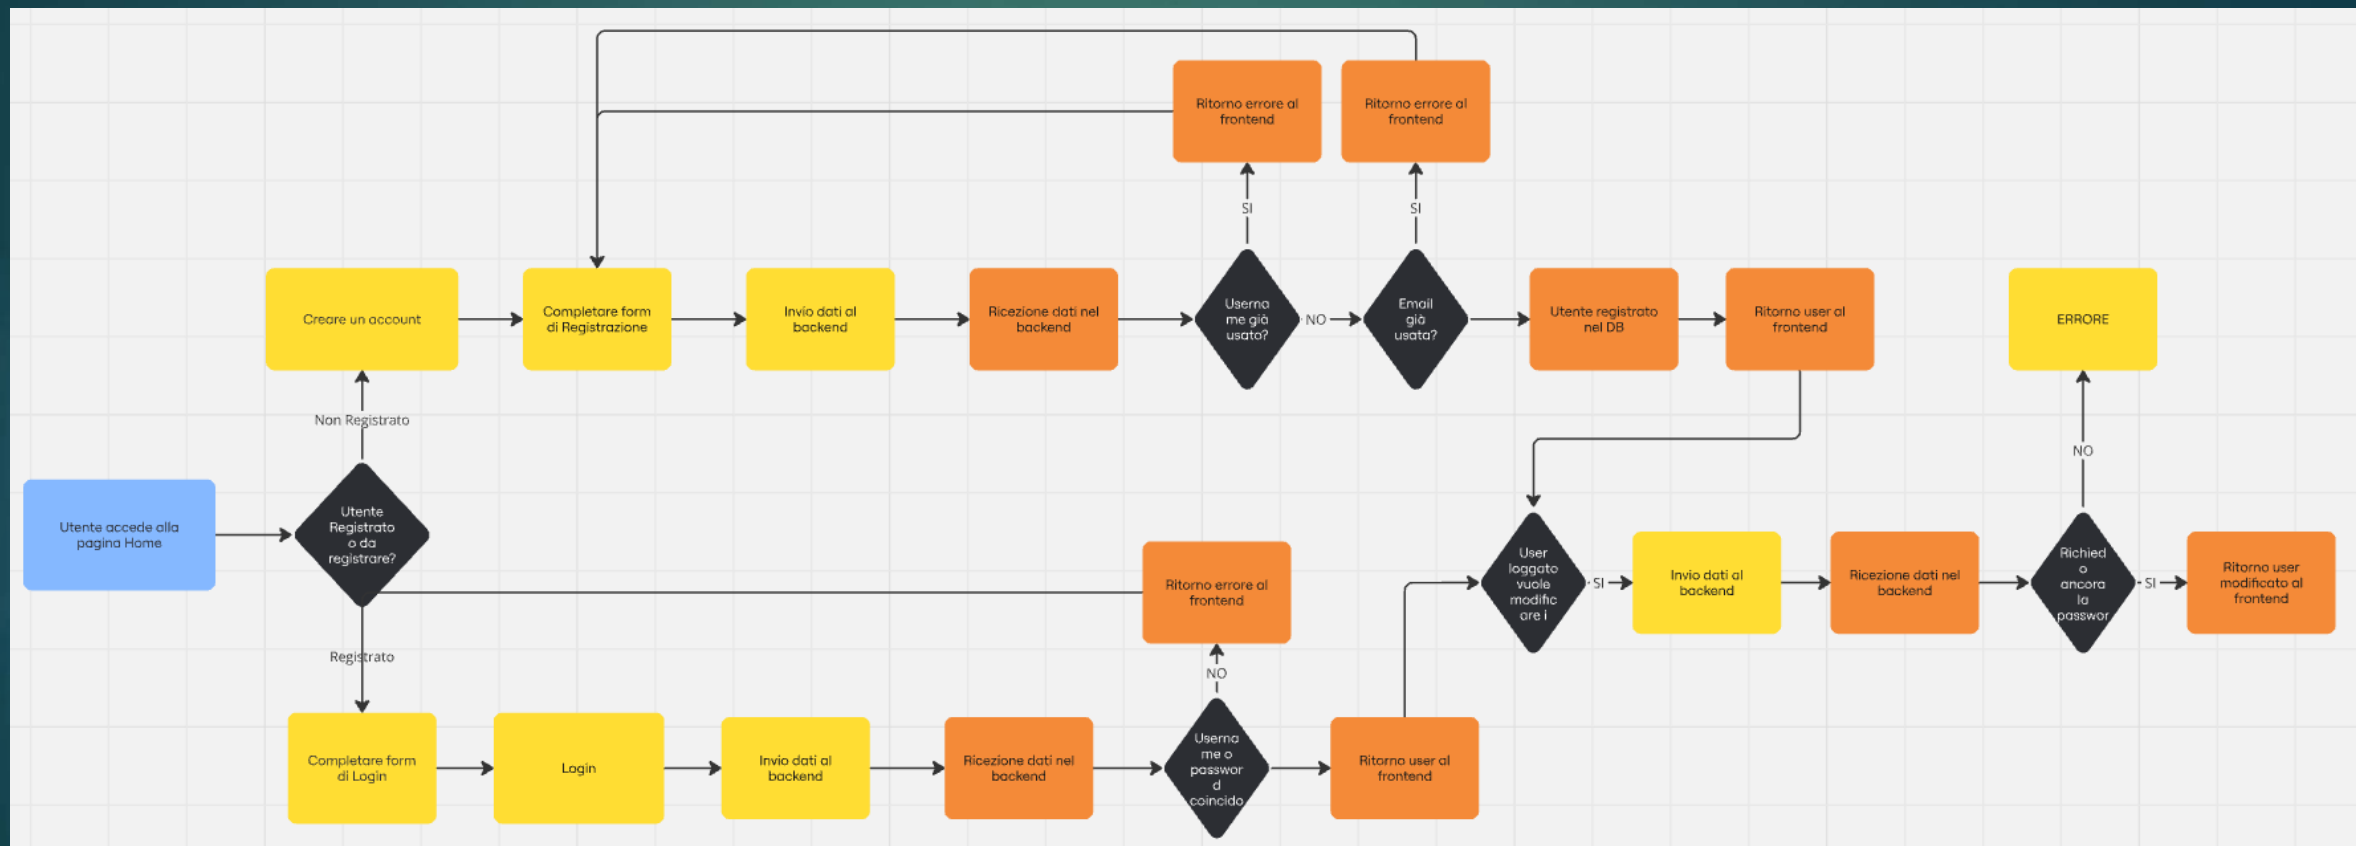 Ritorno errore al
frontend
Ritorno errore al
frontend
SI
SI
Creare un account
Completare form
di Registrazione
Invio dati al
backend
Ricezione dati nel
backend
Userna
me già
usato?
NO
Email
già
usata?
Utente registrato
nel DB
Ritorno user al
frontend
ERRORE
Non Registrato
NO
Utente accede alla
pagina Home
Utente
Registrato
o da
registrare?
Ritorno errore al
frontend
User
loggato
vuole
modific
are i
SI
Invio dati al
backend
Ricezione dati nel
backend
Richied
o
ancora
la
passwor
SI
Ritorno user
modificato al
frontend
Registrato
NO
Completare form
di Login
Login
Invio dati al
backend
Ricezione dati nel
backend
Userna
me o
passwor
d
coincido
Ritorno user al
frontend